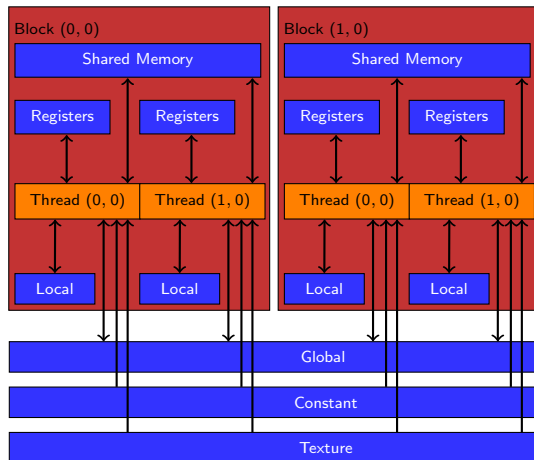 Block (0, 0)
Shared Memory
Registers
Registers
Thread (0, 0)
Thread (1, 0)
Local
Local
Block (1, 0)
Shared Memory
Registers
Registers
Thread (0, 0)
Thread (1, 0)
Local
Local
Global
Constant
Texture